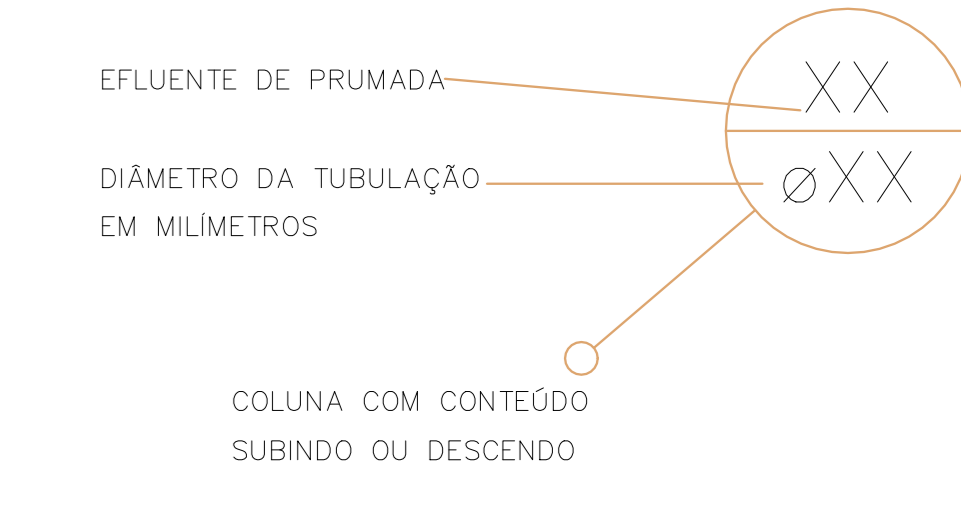 EFLUENTE DE PRUMADA
XX
DIÂMETRO DA TUBULAÇÃO
EM MILÍMETROS
ØXX
COLUNA COM CONTEÚDO
SUBINDO OU DESCENDO